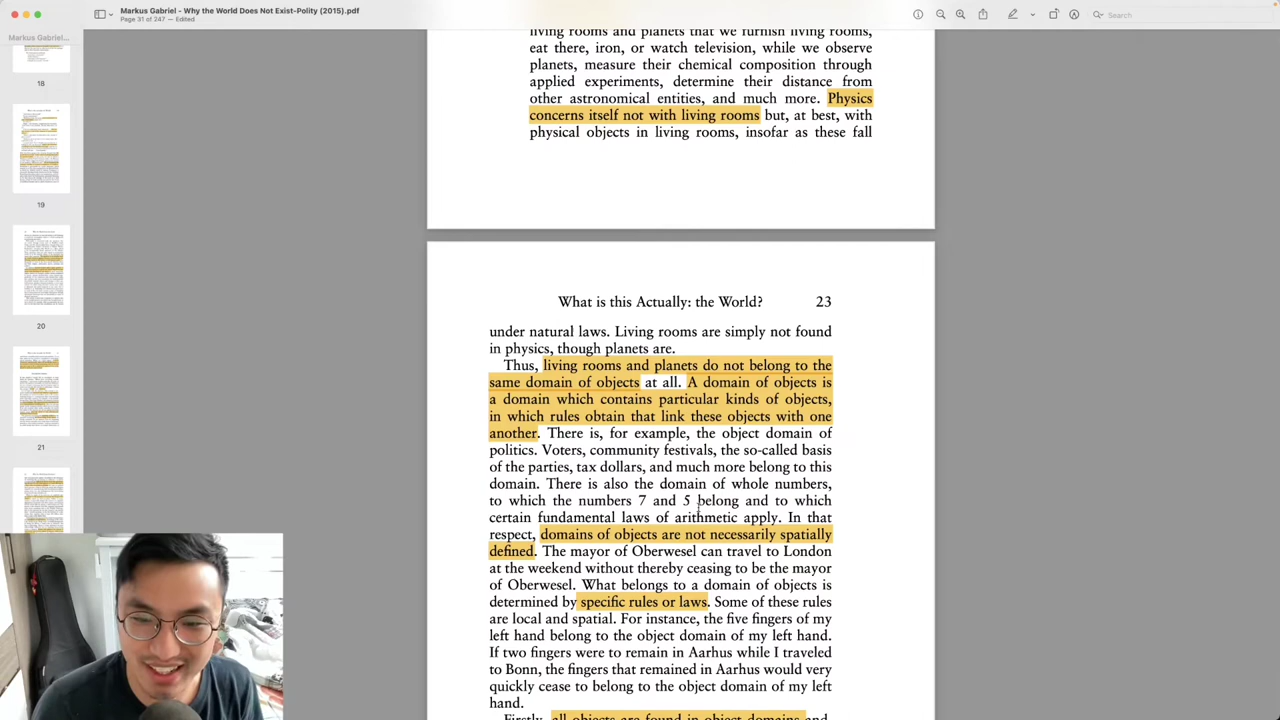 Markus Gabriel - Why the World Does Not Exist-Polity (2015).pdf
Page 31 of 247 — Edited
Search
Markus Gabriel...
18
19
20
21
living rooms and planets that we furnish living rooms,
eat there, iron, or watch television, while we observe
planets, measure their chemical composition through
applied experiments, determine their distance from
other astronomical entities, and much more. Physics
concerns itself not with living rooms but, at best, with
physical objects in living rooms, insofar as these fall
What is this Actually: the World? 23
under natural laws. Living rooms are simply not found
in physics, though planets are.
Thus, living rooms and planets do not belong to the
same domain of objects at all. A domain of objects is
a domain which contains particular kinds of objects,
in which rules obtain that link these objects with one
another. There is, for example, the object domain of
politics. Voters, community festivals, the so-called basis
of the parties, tax dollars, and much more belong to this
domain. There is also the domain of whole numbers,
to which the numbers 7 and 5 belong and to which
certain fundamental laws of arithmetic apply. In that
respect, domains of objects are not necessarily spatially
defined. The mayor of Oberwesel can travel to London
at the weekend without thereby ceasing to be the mayor
of Oberwesel. What belongs to a domain of objects is
determined by specific rules or laws. Some of these rules
are local and spatial. For instance, the five fingers of my
left hand belong to the object domain of my left hand.
If two fingers were to remain in Aarhus while I traveled
to Bonn, the fingers that remained in Aarhus would very
quickly cease to belong to the object domain of my left
hand.
Firstly, all objects are found in object domains and,